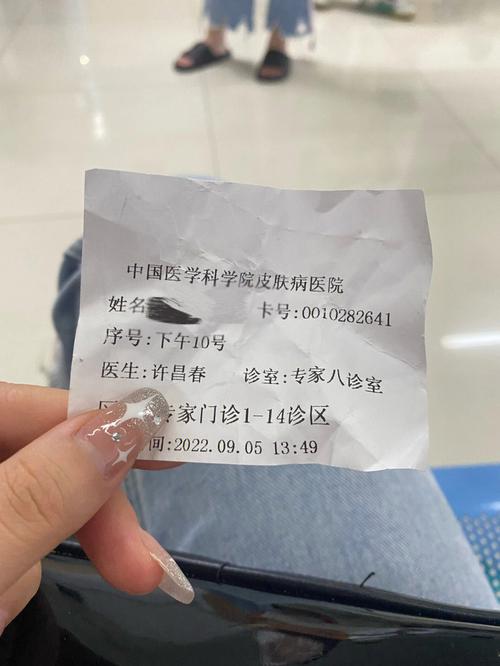 中国医学科学院皮肤病医院
姓名 卡号:0010282641
序号:下午10号
医生:许昌春 诊室:专家八诊室
专家门诊1-14诊区
间:2022.09.05 13:49